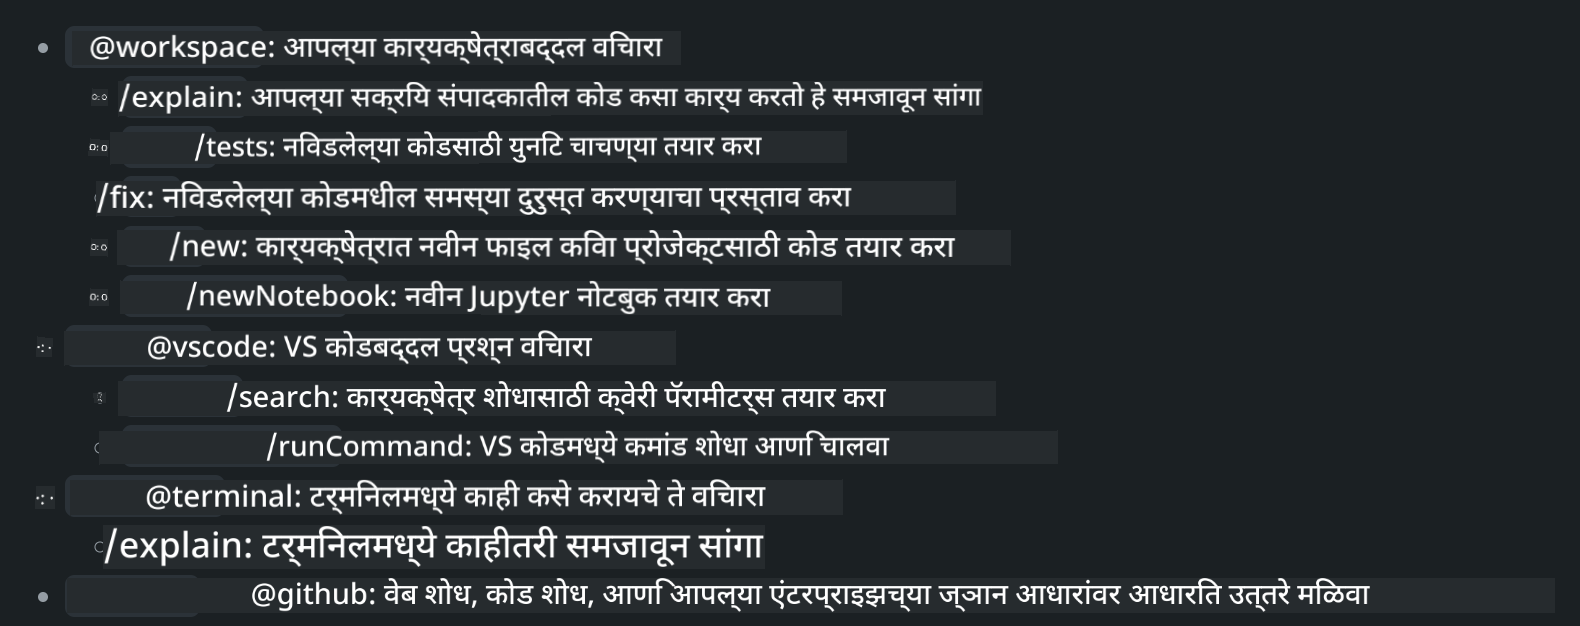 @workspace: आपल्या कार्यक्षेत्राबद्दल विचारा
/explain: आपल्या सक्रिय संपादकातील कोड कसा कार्य करतो हे समजावून सांगा
/tests: निवडलेल्या कोडसाठी युनिट चाचण्या तयार करा
/fix: निवडलेल्या कोडमधील समस्या दुरुस्त करण्याचा प्रस्ताव करा
/new: कार्यक्षेत्रात नवीन फाइल किंवा प्रोजेक्टसाठी कोड तयार करा
/newNotebook: नवीन Jupyter नोटबुक तयार करा
@vscode: VS कोडबद्दल प्रश्न विचारा
/search: कार्यक्षेत्र शोधासाठी क्वेरी पॅरामीटर्स तयार करा
/runCommand: VS कोडमध्ये कमांड शोधा आणि चालवा
@terminal: टर्मिनलमध्ये काही कसे करायचे ते विचारा
/explain: टर्मिनलमध्ये काहीतरी समजावून सांगा
@github: वेब शोध, कोड शोध, आणि आपल्या एंटरप्राइझच्या ज्ञान आधारांवर आधारित उत्तरे मिळवा